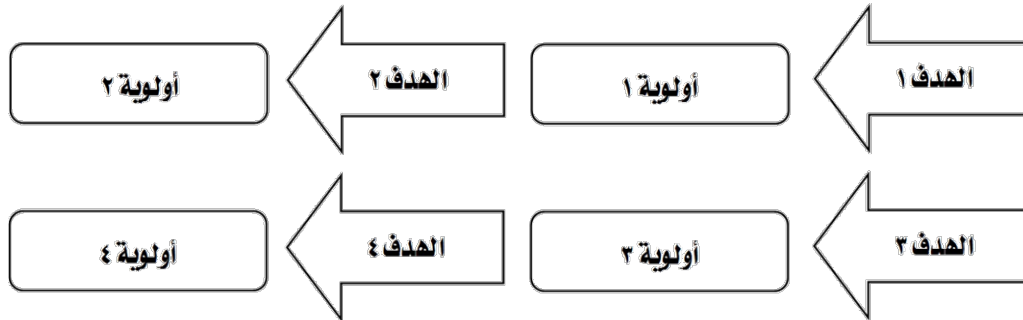 الهدف ١
أولوية ١
الهدف ٢
أولوية ٢
الهدف ٣
أولوية ٣
الهدف ٤
أولوية ٤